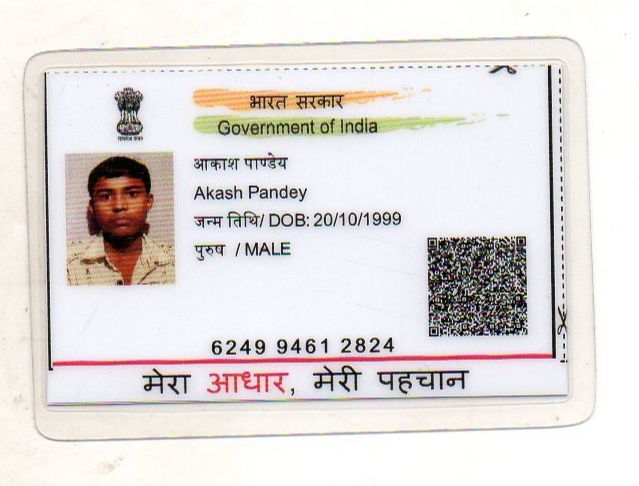 भारत सरकार
Government of India
आकाश पाण्डेय
Akash Pandey
जन्म तिथि/ DOB: 20/10/1999
पुरुष / MALE
6249 9461 2824
मेरा आधार, मेरी पहचान